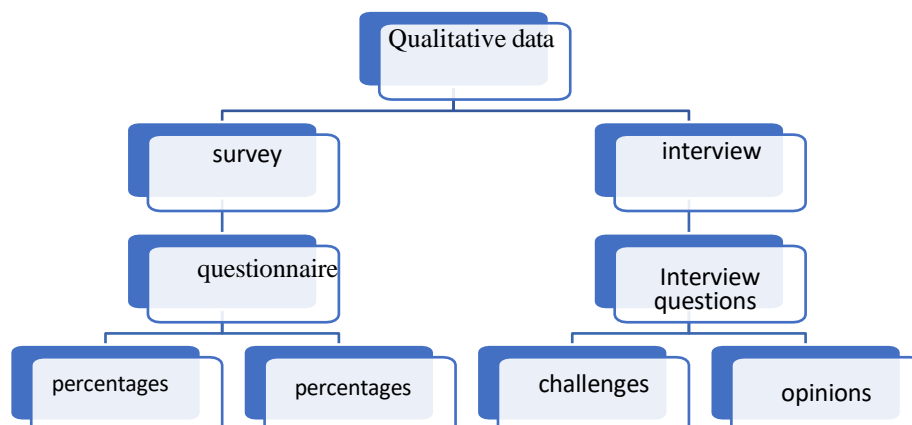 Qualitative data
survey
interview
questionnaire
Interview
questions
percentages
percentages
challenges
opinions